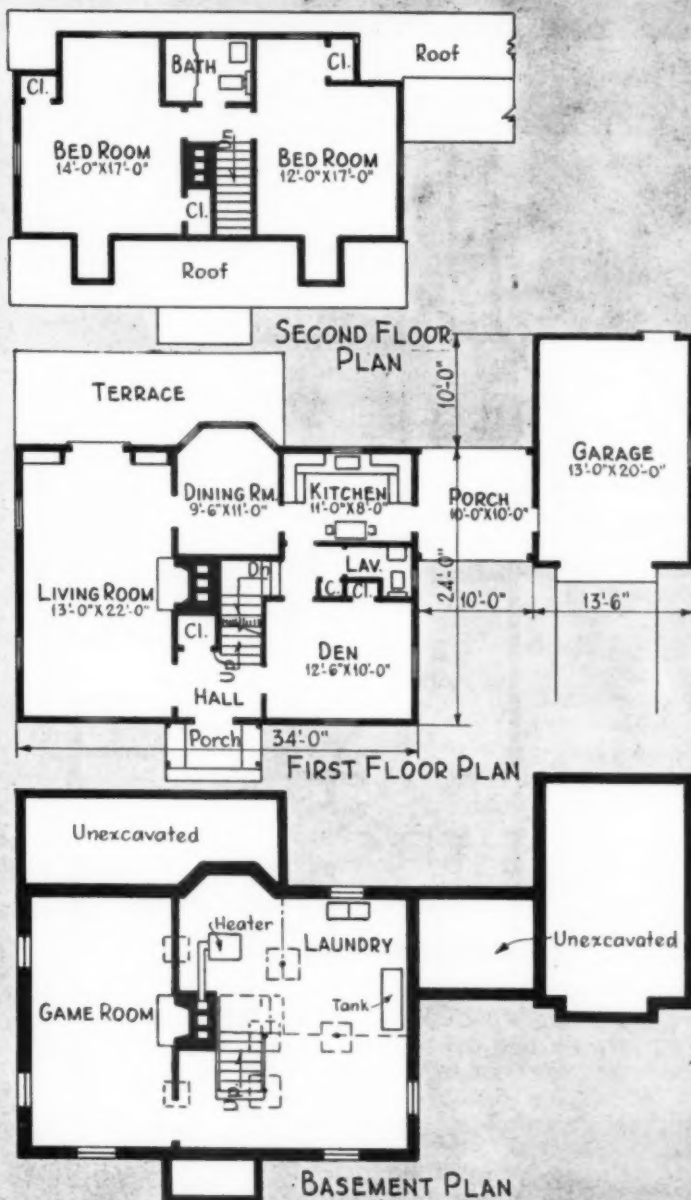 Roof
BATH
Cl.
Cl.
BED ROOM
14'-0"X17'-0"
Dn
BED ROOM
12'-0"X17'-0"
Cl.
Roof
SECOND FLOOR
PLAN
TERRACE
10'-0"
GARAGE
13'-0"X20'-0"
DINING RM.
9'-6"X11'-0"
KITCHEN
11'-0"X8'-0"
PORCH
10'-0"X10'-0"
LIVING ROOM
13'-0"X22'-0"
Dn
LAV.
C.
Cl.
24'-0"
10'-0"
13'-6"
Cl.
Up
DEN
12'-6"X10'-0"
HALL
Porch
34'-0"
FIRST FLOOR PLAN
Unexcavated
Heater
LAUNDRY
Unexcavated
GAME ROOM
Tank
Up
BASEMENT PLAN